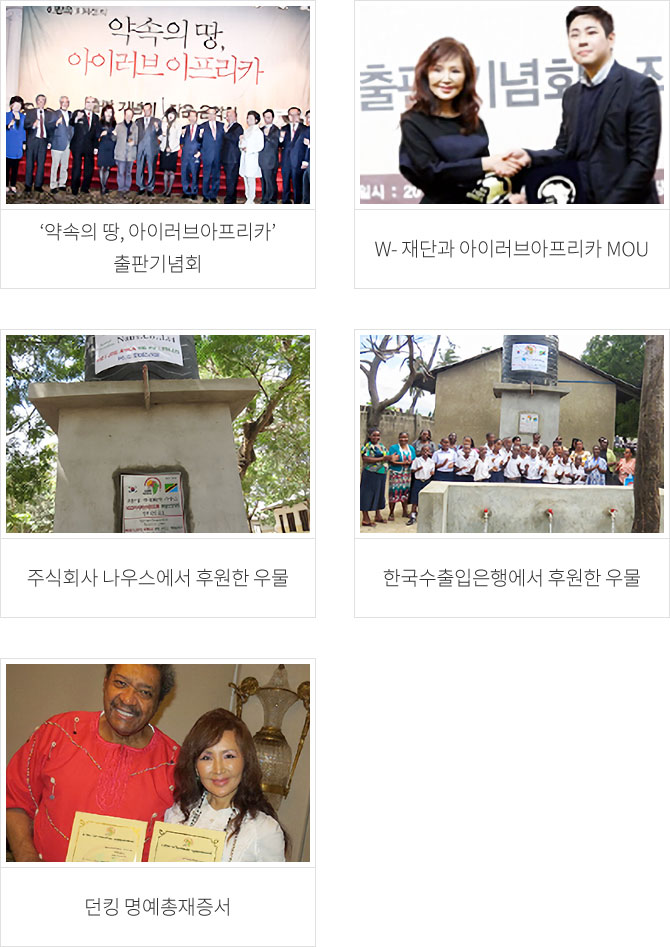 약속의 땅,
아이러브 아프리카
출판기념회
일시 : 20
‘약속의 땅, 아이러브아프리카’
출판기념회
W- 재단과 아이러브아프리카 MOU
주식회사 나우스에서 후원한 우물
한국수출입은행에서 후원한 우물
던킹 명예총재증서